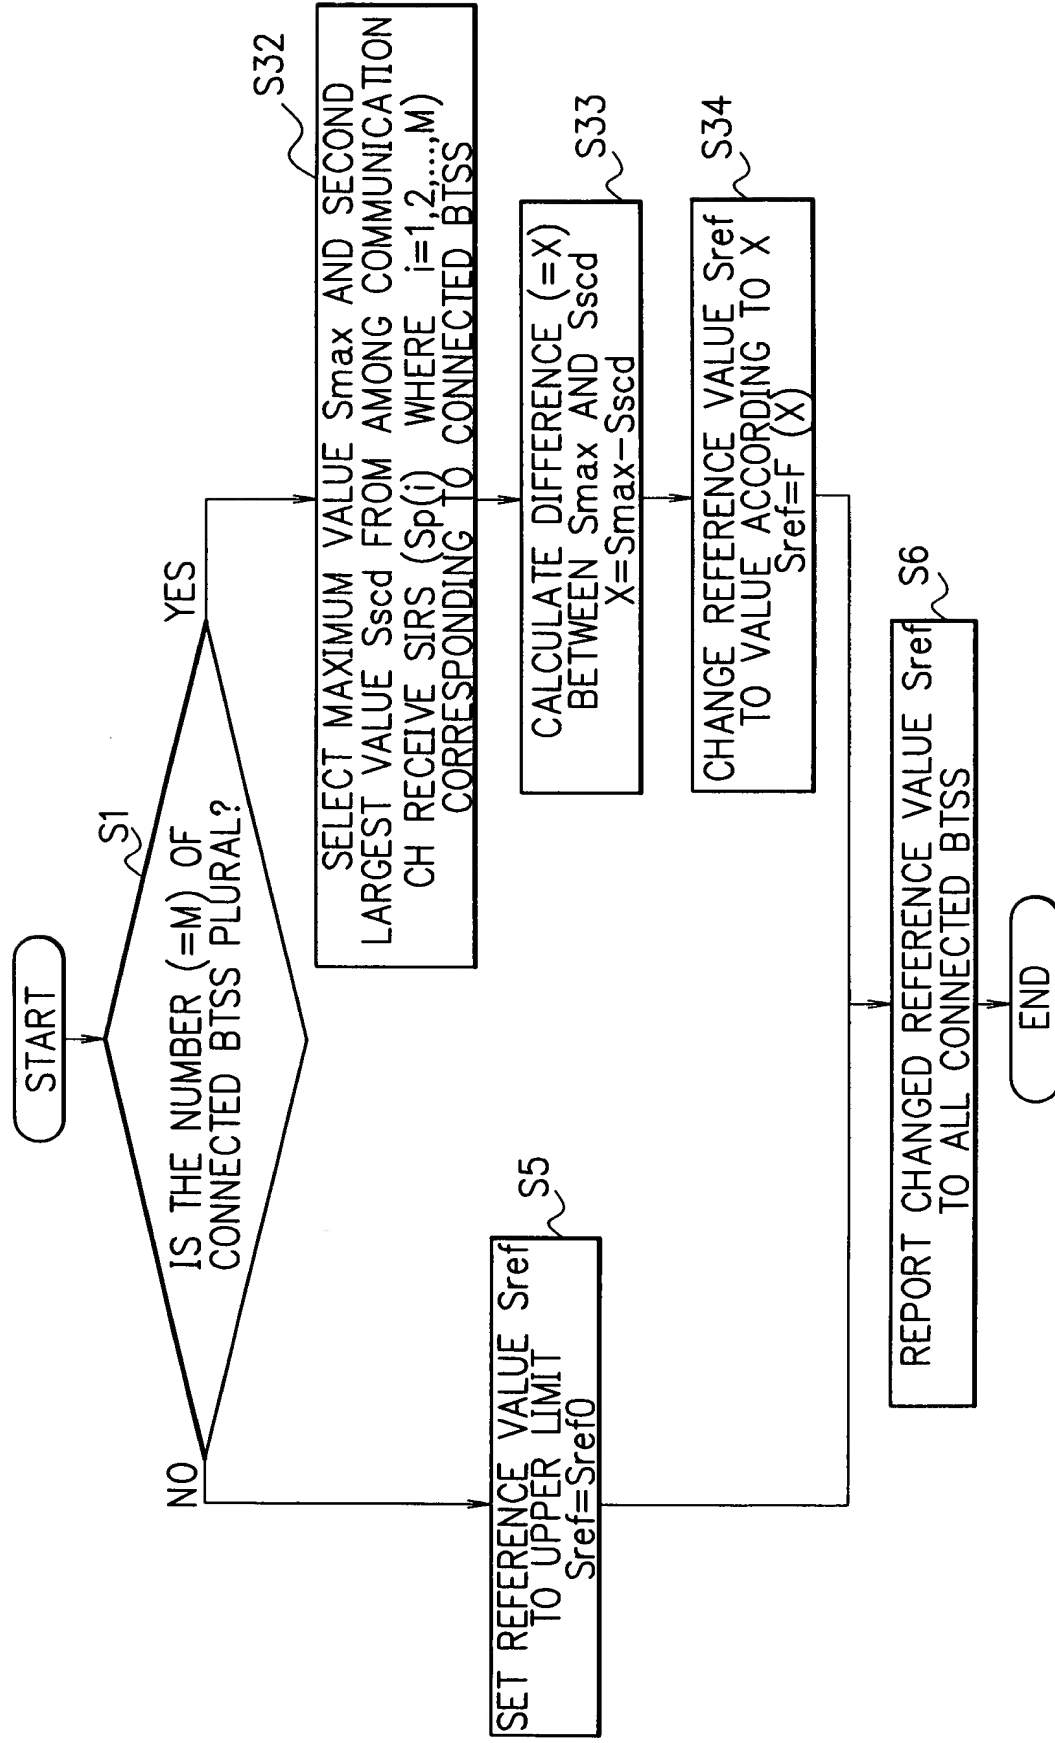 START
S1
IS THE NUMBER (=M) OF
CONNECTED BTSS PLURAL?
YES
NO
S32
SELECT MAXIMUM VALUE Smax AND SECOND
LARGEST VALUE Sscd FROM AMONG COMMUNICATION
CH RECEIVE SIRS (Sp(i) WHERE i=1,2,...,M)
CORRESPONDING TO CONNECTED BTSS
S33
CALCULATE DIFFERENCE (=X)
BETWEEN Smax AND Sscd
X=Smax-Sscd
S34
CHANGE REFERENCE VALUE Sref
TO VALUE ACCORDING TO X
Sref=F (X)
S5
SET REFERENCE VALUE Sref
TO UPPER LIMIT
Sref=Sref0
S6
REPORT CHANGED REFERENCE VALUE Sref
TO ALL CONNECTED BTSS
END